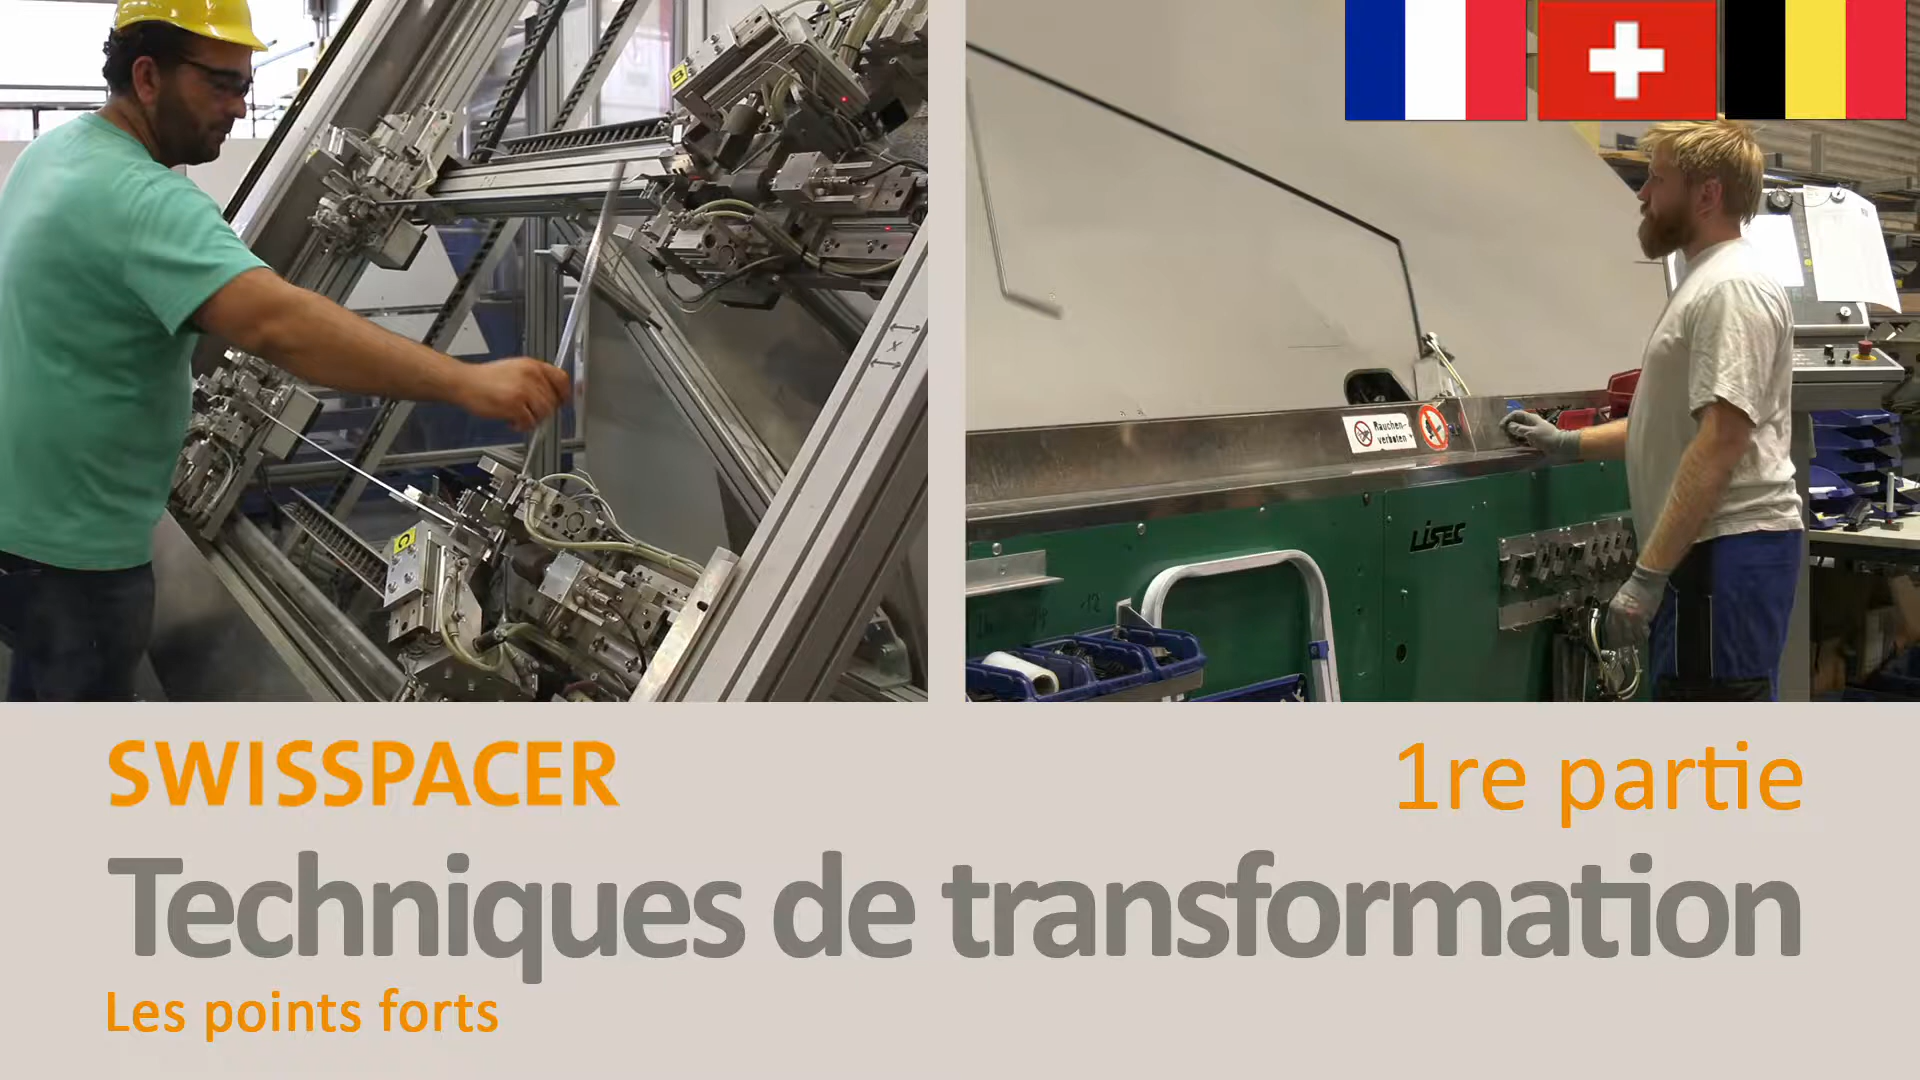 B
C
x
Rauchen-
verboten
LiSEC
SWISSPACER
1re partie
Techniques de transformation
Les points forts